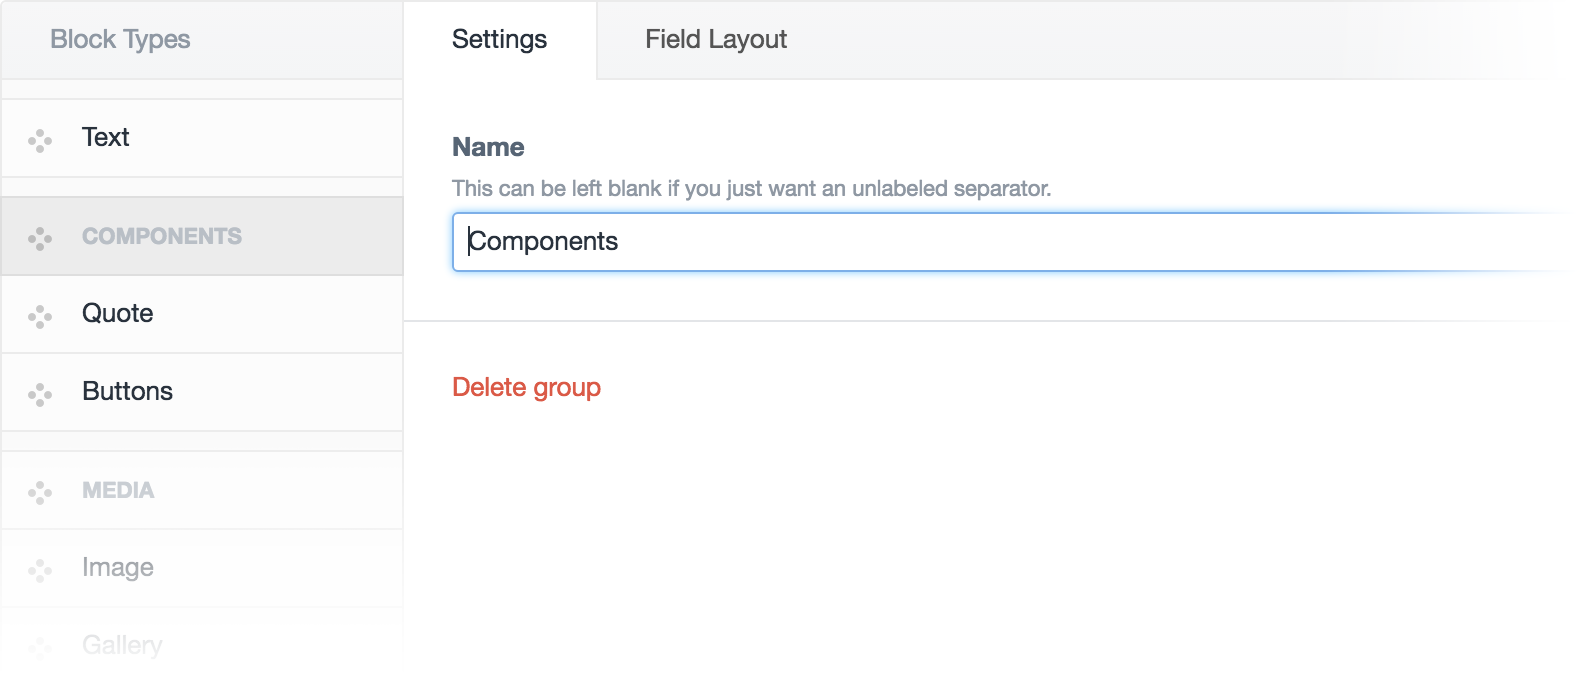 Block Types
Settings
Field Layout
Text
COMPONENTS
Quote
Buttons
MEDIA
Image
Gallery
Name
This can be left blank if you just want an unlabeled separator.
Components
Delete group